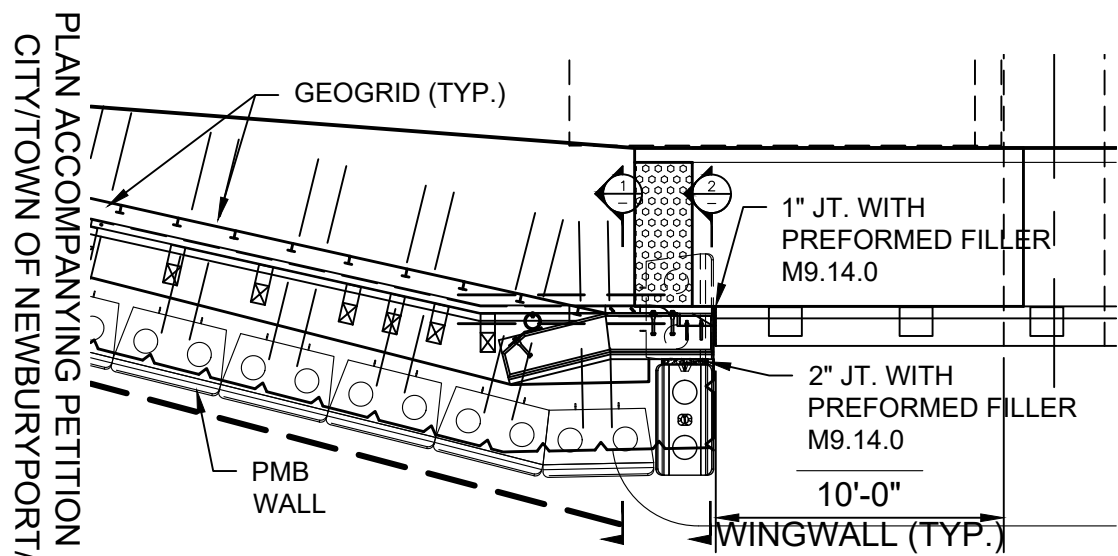 PLAN ACCOMPANYING PETITION
CITY/TOWN OF NEWBURYPORT/
GEOGRID (TYP.)
1
–
2
–
1" JT. WITH
PREFORMED FILLER
M9.14.0
2" JT. WITH
PREFORMED FILLER
M9.14.0
PMB
WALL
10'-0"
WINGWALL (TYP.)